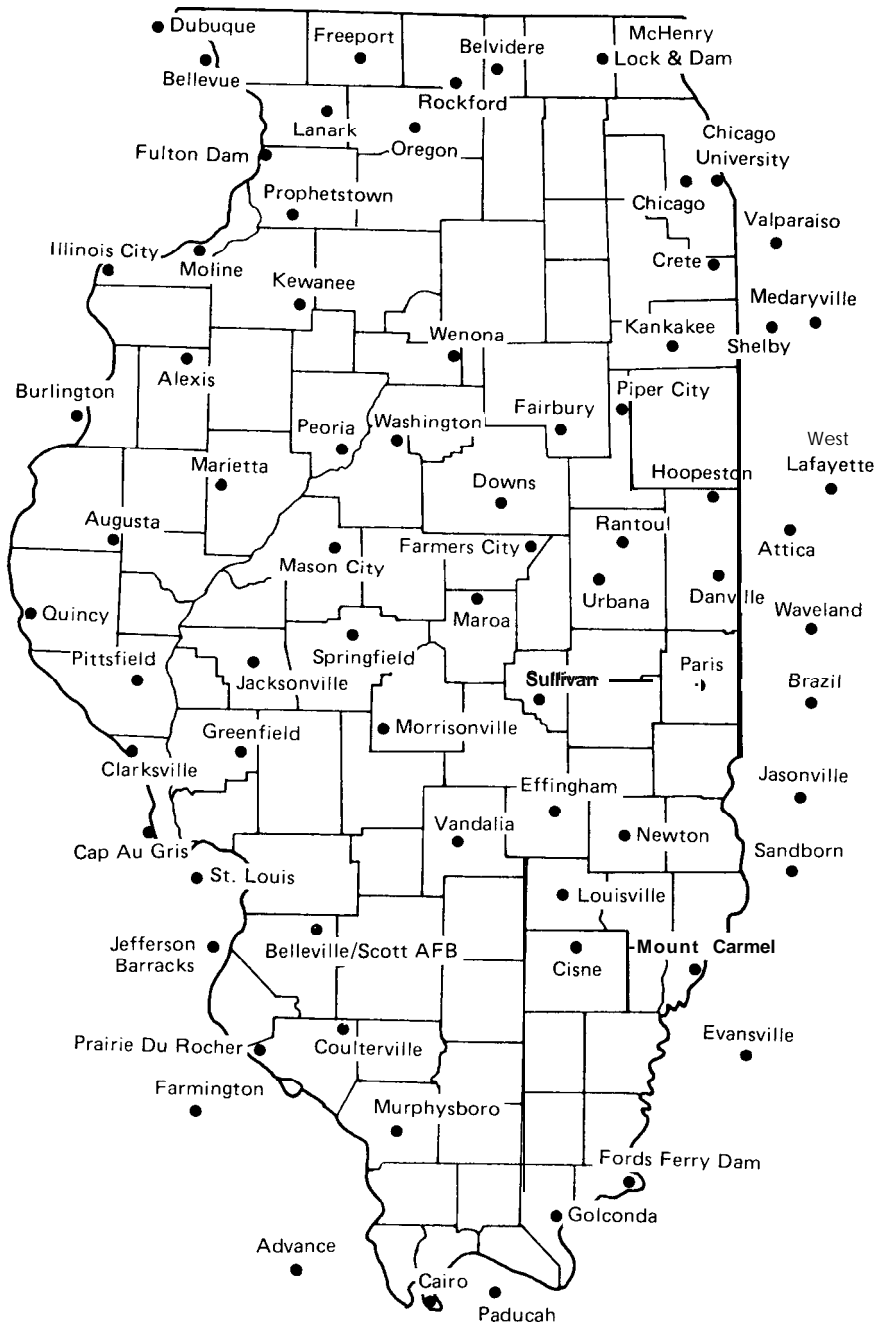 Dubuque
Freeport
Belvidere
McHenry
Lock & Dam
Bellevue
Rockford
Lanark
Oregon
Chicago
University
Fulton Dam
Prophetstown
Chicago
Valparaiso
Illinois City
Moline
Crete
Kewanee
Medaryville
Wenona
Kankakee
Shelby
Alexis
Burlington
Piper City
Fairbury
Peoria
Washington
West
Lafayette
Marietta
Hoopeston
Downs
Augusta
Rantoul
Farmers City
Attica
Mason City
Urbana
Danville
Quincy
Maroa
Waveland
Pittsfield
Springfield
Paris
Jacksonville
Sullivan
Brazil
Greenfield
Morrisonville
Clarksville
Jasonville
Effingham
Vandalia
Newton
Cap Au Gris
Sandborn
St. Louis
Louisville
Jefferson
Barracks
Belleville/Scott AFB
Mount Carmel
Cisne
Evansville
Prairie Du Rocher
Coulterville
Farmington
Murphysboro
Fords Ferry Dam
Golconda
Advance
Cairo
Paducah